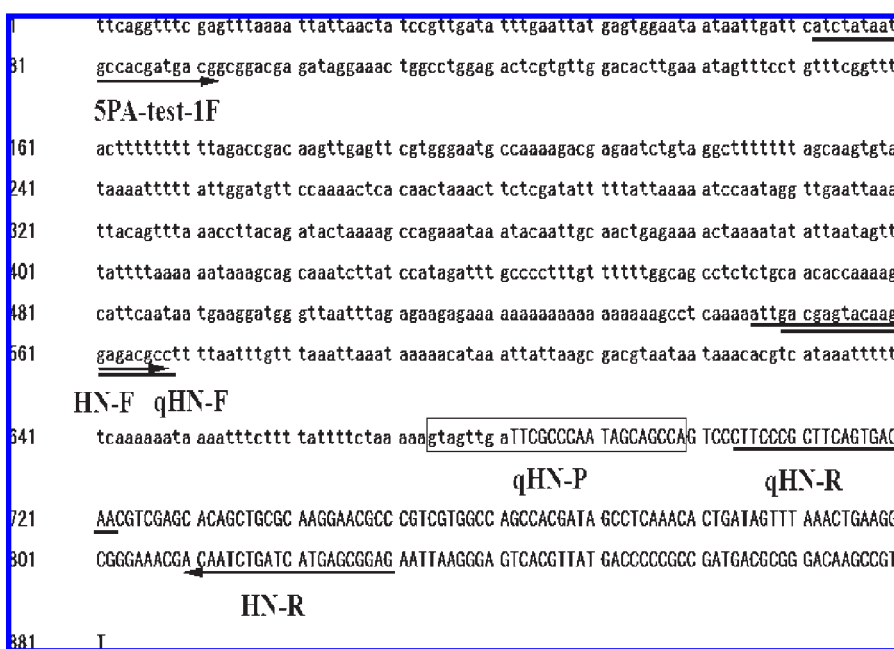 1 ttcaggtttc gagtttaaaa ttattaacta tccgttgata tttgaattat gagtggaata ataattgatt catctataat
81 gccacgatga cggcggacga gataggaaac tggcctggag actcgtgttg gacacttgaa atagtttcct gtttcggttt
5PA-test-1F
161 acttttttttt ttagaccgac aagttgagtt cgtgggaatg ccaaaagacg agaatctgta ggcttttttt agcaagtgta
241 taaaattttt attggatgtt ccaaaactca caactaaact tctcgatatt tttattaaaa atccaatagg ttgaattaaa
321 ttacagttta aaccttacag atactaaaag ccagaaataa atacaattgc aactgagaaa actaaaatat attaatagtt
401 tattttaaaa aataaagcag caaatcttat ccatagattt gcccctttgt tttttggcag cctctctgca acaccaaaag
481 cattcaataa tgaaggatgg gttaatttag agaagagaaa aaaaaaaaaa aaaaaagcct caaaaattga cgagtacaag
561 gagacgcctt ttaatttgtt taaattaaat aaaaacataa attattaagc gacgtaataa taaacacgtc ataaattttt
HN-F qHN-F
641 tcaaaaaata aaatttcttt tattttctaa aaagtagttga TTCGCCCAA TAGCAGCCAG TCCCTTCCCG CTTCAGTGAC
qHN-P qHN-R
721 AACGTCGAGC ACAGCTGCGC AAGGAACGCC CGTCGTGGCC AGCCACGATA GCCTCAAACA CTGATAGTTT AAACTGAAGG
801 CGGGAAACGA CAATCTGATC ATGAGCGGAG AATTAAGGGA GTCACGTTAT GACCCCCGCC GATGACGCGG GACAAGCCGT
HN-R
881 T